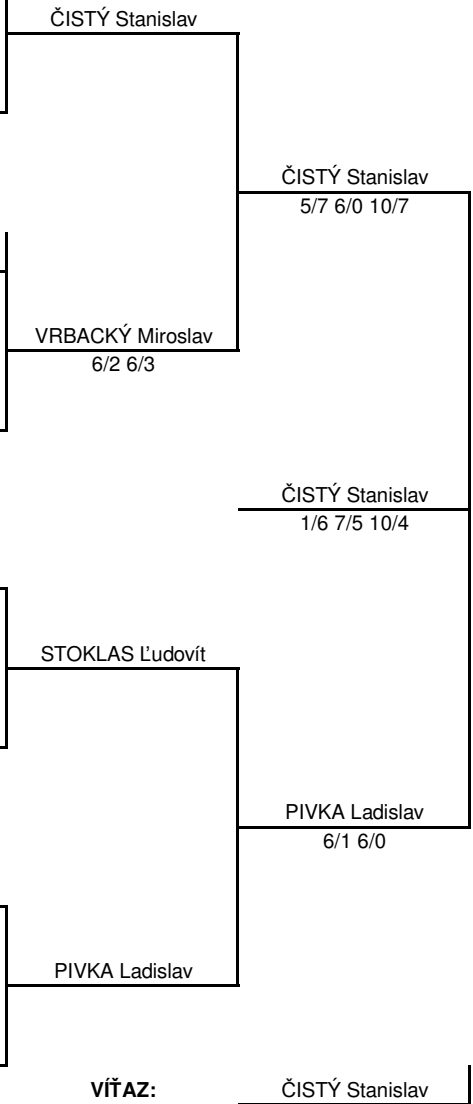 ČISTÝ Stanislav
ČISTÝ Stanislav
5/7 6/0 10/7
VRBACKÝ Miroslav
6/2 6/3
ČISTÝ Stanislav
1/6 7/5 10/4
STOKLAS Ľudovít
PIVKA Ladislav
6/1 6/0
PIVKA Ladislav
VÍŤAZ: ČISTÝ Stanislav